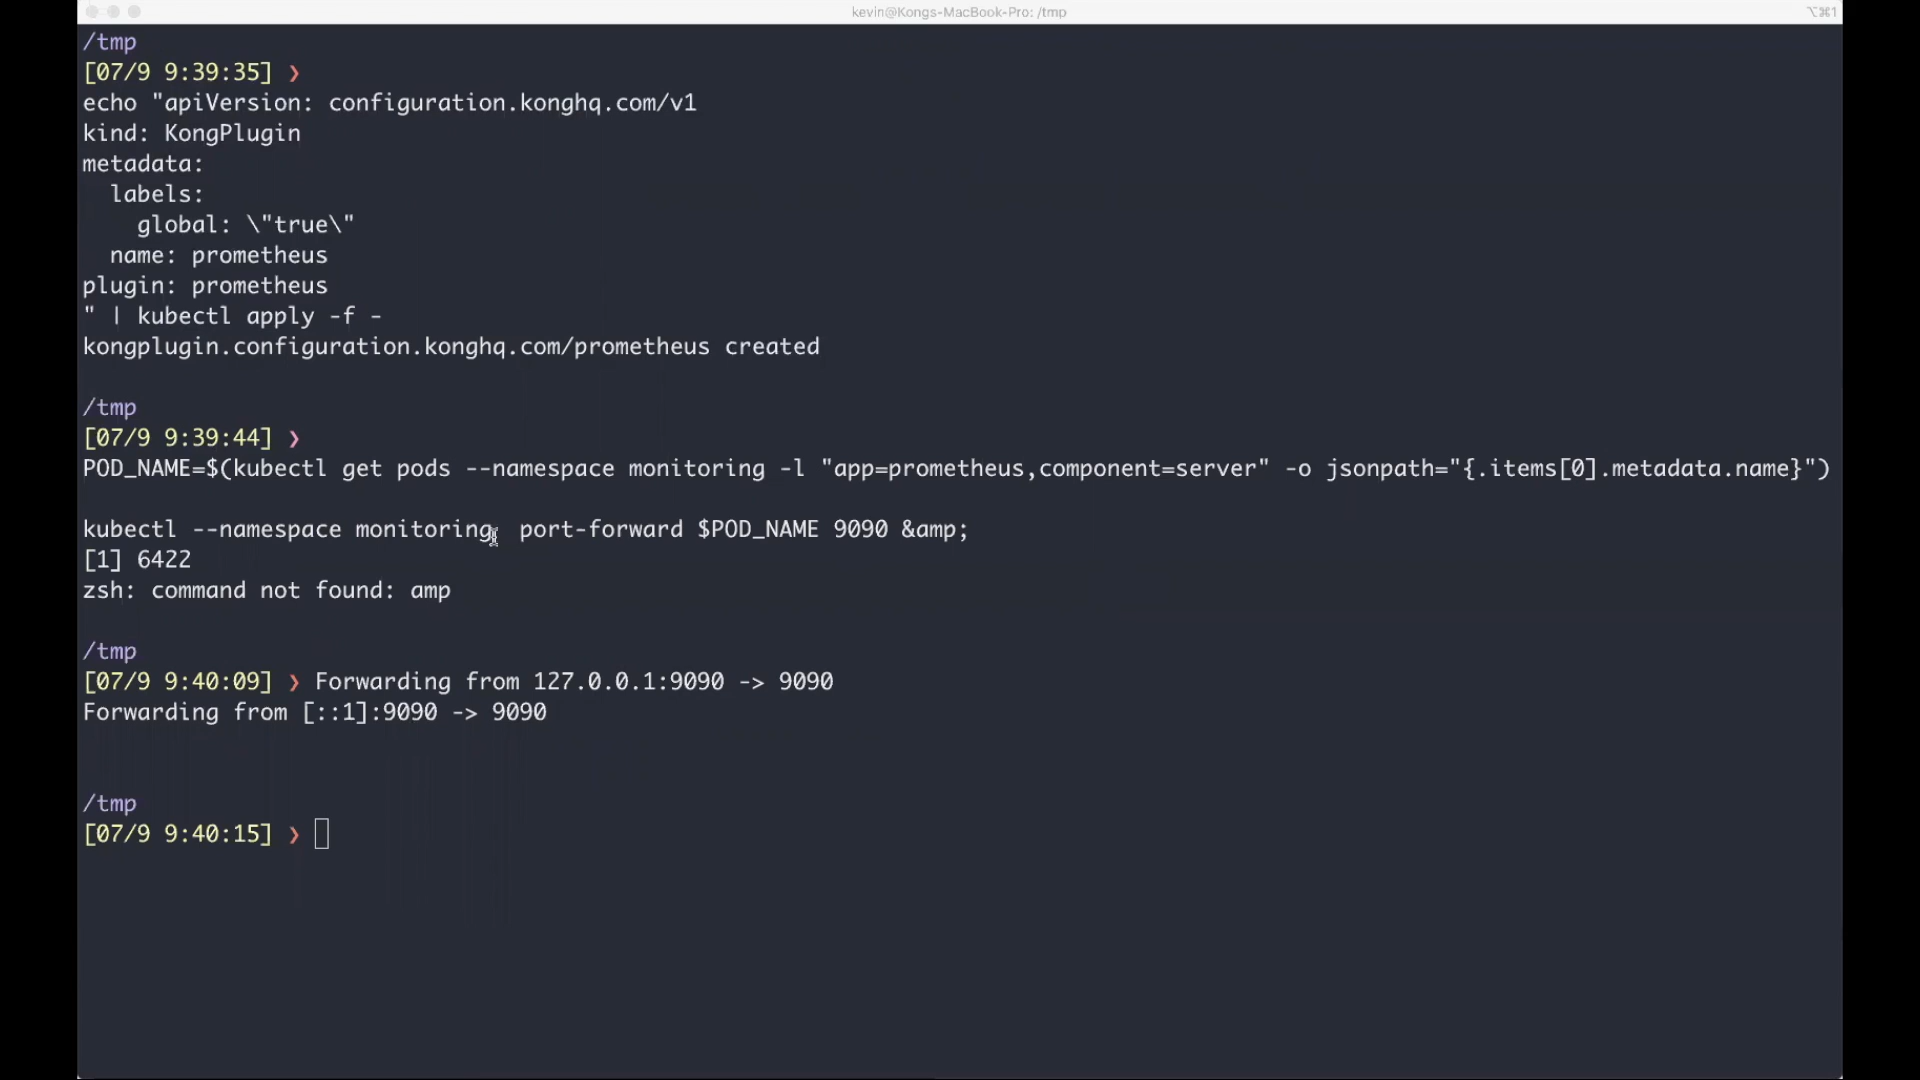 kevin@Kongs-MacBook-Pro: /tmp
⌥⌘1
/tmp
[07/9 9:39:35] ❯
echo "apiVersion: configuration.konghq.com/v1
kind: KongPlugin
metadata:
  labels:
    global: \"true\"
  name: prometheus
plugin: prometheus
" | kubectl apply -f -
kongplugin.configuration.konghq.com/prometheus created
/tmp
[07/9 9:39:44] ❯
POD_NAME=$(kubectl get pods --namespace monitoring -l "app=prometheus,component=server" -o jsonpath="{.items[0].metadata.name}")
kubectl --namespace monitoring  port-forward $POD_NAME 9090 &amp;
[1] 6422
zsh: command not found: amp
/tmp
[07/9 9:40:09] ❯ Forwarding from 127.0.0.1:9090 -> 9090
Forwarding from [::1]:9090 -> 9090
/tmp
[07/9 9:40:15] ❯